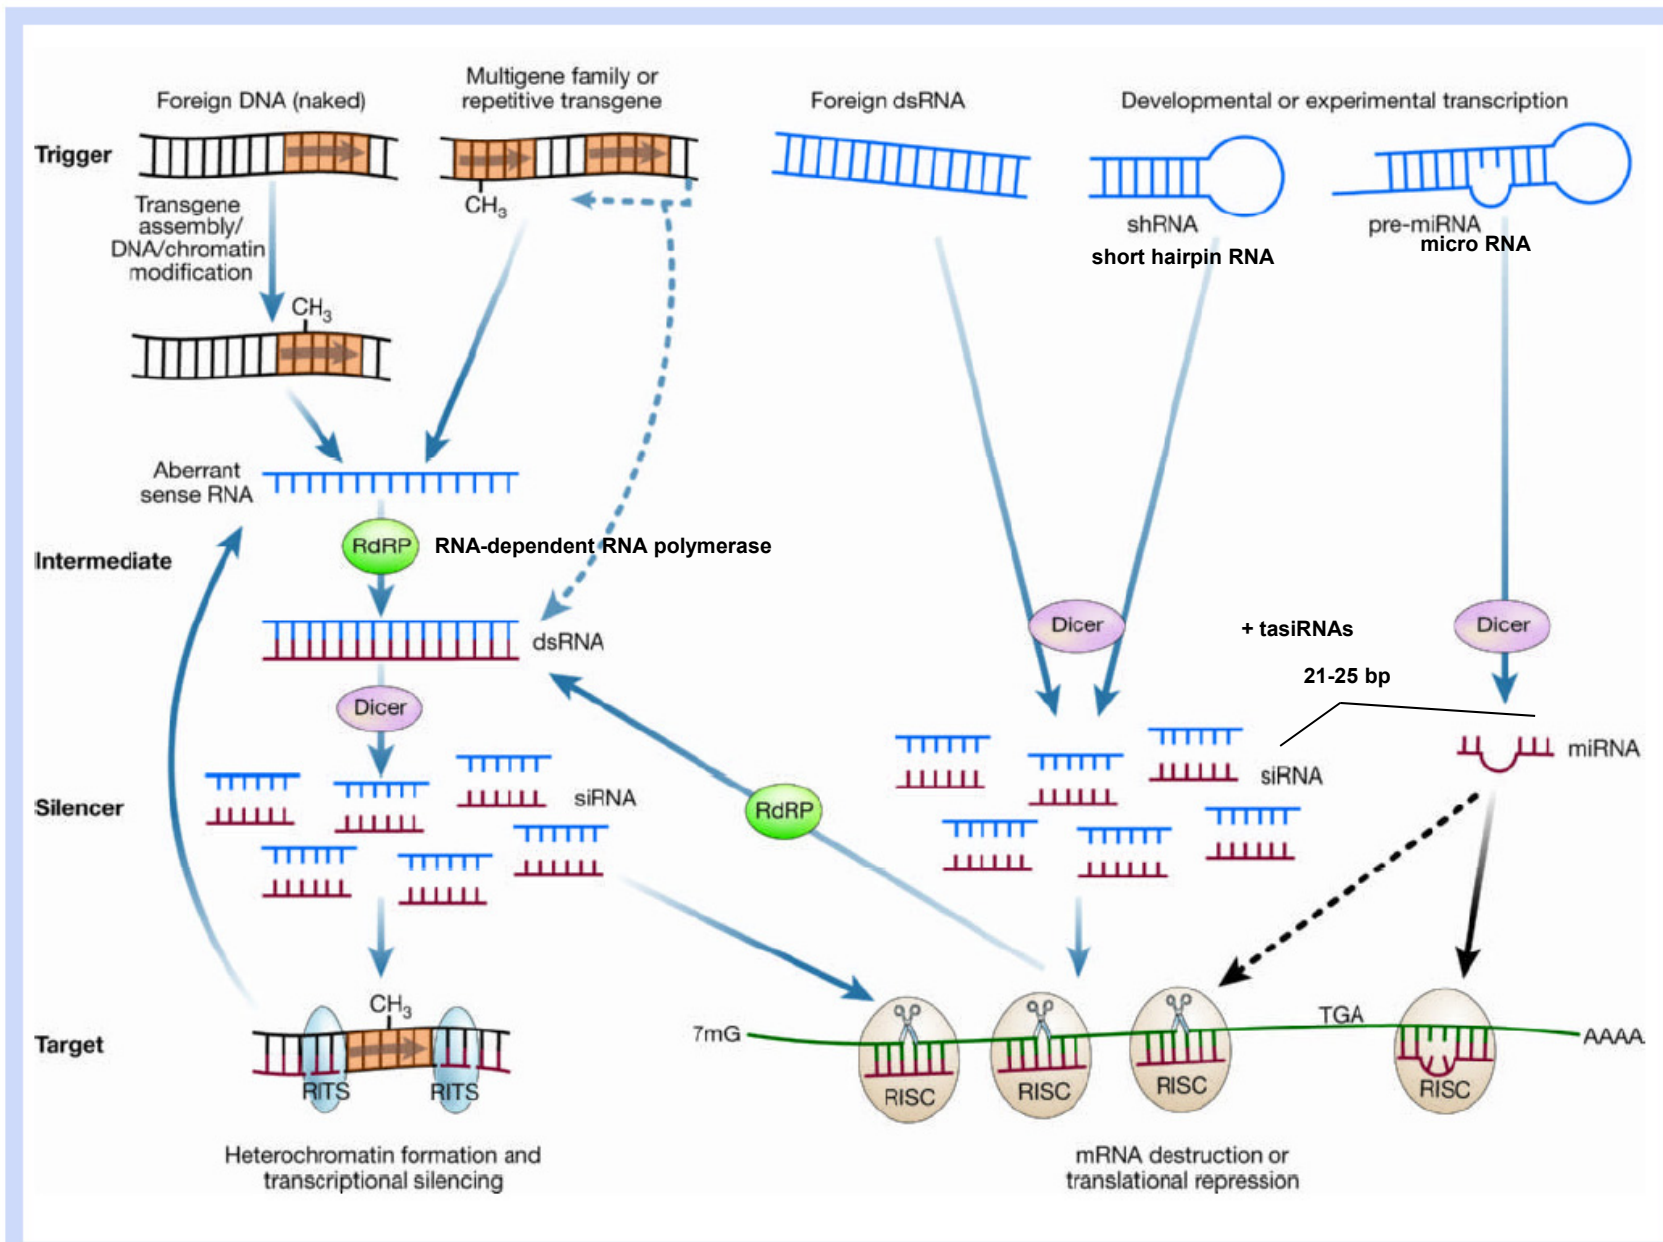 Multigene family or
repetitive transgene
Foreign DNA (naked)
Foreign dsRNA
Developmental or experimental transcription
Trigger
CH3
Transgene
assembly/
DNA/chromatin
modification
shRNA
short hairpin RNA
pre-miRNA
micro RNA
CH3
Aberrant
sense RNA
RdRP
RNA-dependent RNA polymerase
Intermediate
dsRNA
Dicer
Dicer
+ tasiRNAs
Dicer
21-25 bp
Dicer
miRNA
siRNA
siRNA
Silencer
RdRP
CH3
Target
RITS
RITS
7mG
TGA
AAAA
RISC
RISC
RISC
RISC
Heterochromatin formation and
transcriptional silencing
mRNA destruction or
translational repression